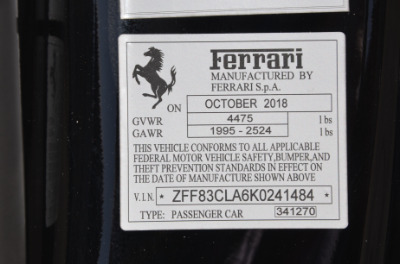 Ferrari
MANUFACTURED BY
FERRARI S.p.A.
ON OCTOBER 2018
GVWR 4475 lbs
GAWR 1995 - 2524 lbs
THIS VEHICLE CONFORMS TO ALL APPLICABLE
FEDERAL MOTOR VEHICLE SAFETY,BUMPER,AND
THEFT PREVENTION STANDARDS IN EFFECT ON
THE DATE OF MANUFACTURE SHOWN ABOVE
V.I.N. * ZFF83CLA6K0241484 *
TYPE: PASSENGER CAR 341270